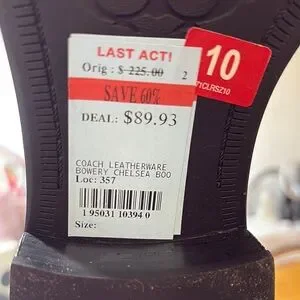 LAST ACT!
Orig : $ 225.00 2
SAVE 60%
DEAL: $89.93
COACH LEATHERWARE
BOWERY CHELSEA BOO
Loc: 357
1 95031 10394 0
Size:
10
71CLRSZ10